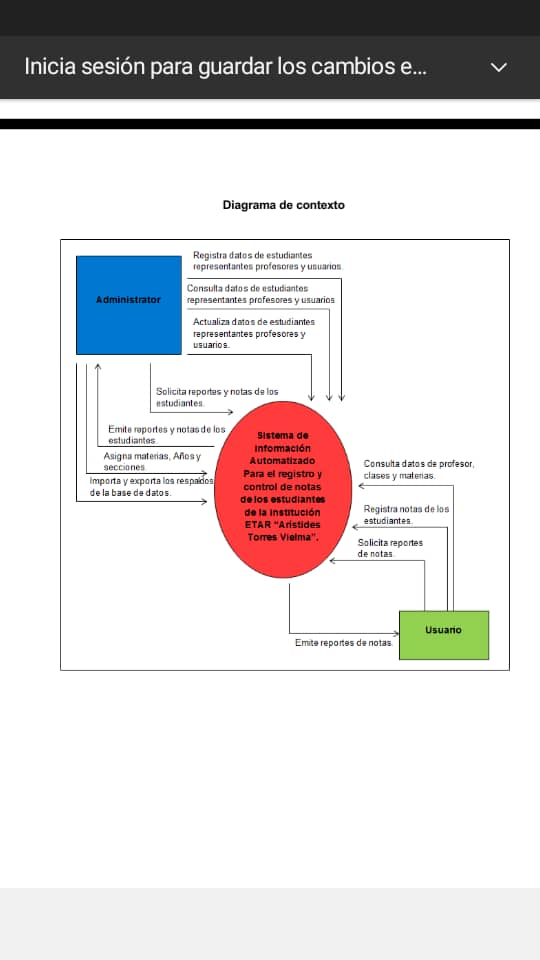 Inicia sesión para guardar los cambios e...
Diagrama de contexto
Registra datos de estudiantes
representantes profesores y usuarios.
Administrator
Consulta datos de estudiantes
representantes profesores y usuarios
Actualiza datos de estudiantes
representantes profesores y
usuarios.
Solicita reportes y notas de los
estudiantes.
Emite reportes y notas de los
estudiantes.
Asigna materias, Años y
secciones.
Importa y exporta los respaldos
de la base de datos.
Sistema de
información
Automatizado
Para el registro y
control de notas
de los estudiantes
de la institución
ETAR "Arístides
Torres Vielma".
Consulta datos de profesor,
clases y materias.
Registra notas de los
estudiantes.
Solicita reportes
de notas.
Usuario
Emite reportes de notas.